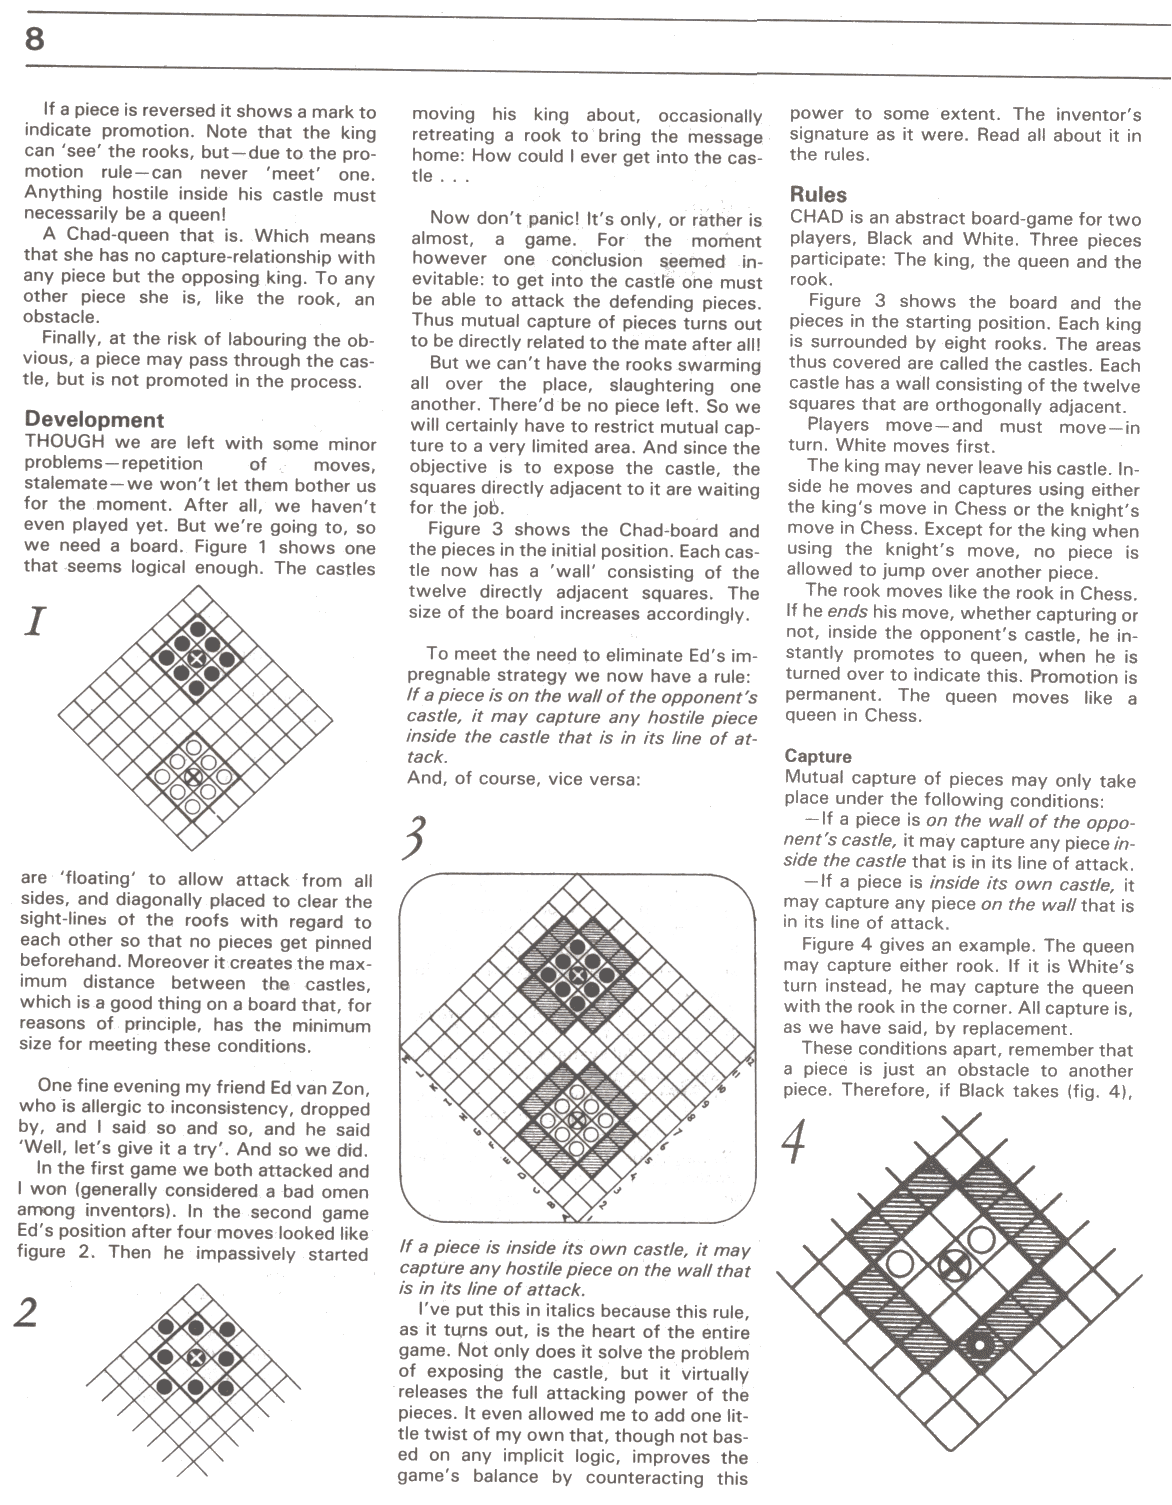 8
If a piece is reversed it shows a mark to
indicate promotion. Note that the king
can 'see' the rooks, but—due to the pro-
motion rule—can never 'meet' one.
Anything hostile inside his castle must
necessarily be a queen!
A Chad-queen that is. Which means
that she has no capture-relationship with
any piece but the opposing king. To any
other piece she is, like the rook, an
obstacle.
Finally, at the risk of labouring the ob-
vious, a piece may pass through the cas-
tle, but is not promoted in the process.
Development
THOUGH we are left with some minor
problems—repetition of moves,
stalemate—we won't let them bother us
for the moment. After all, we haven't
even played yet. But we're going to, so
we need a board. Figure 1 shows one
that seems logical enough. The castles
1
are 'floating' to allow attack from all
sides, and diagonally placed to clear the
sight-lines of the roofs with regard to
each other so that no pieces get pinned
beforehand. Moreover it creates the max-
imum distance between the castles,
which is a good thing on a board that, for
reasons of principle, has the minimum
size for meeting these conditions.
One fine evening my friend Ed van Zon,
who is allergic to inconsistency, dropped
by, and I said so and so, and he said
'Well, let's give it a try'. And so we did.
In the first game we both attacked and
I won (generally considered a bad omen
among inventors). In the second game
Ed's position after four moves looked like
figure 2. Then he impassively started
2
moving his king about, occasionally
retreating a rook to bring the message
home: How could I ever get into the cas-
tle . . .
Now don't panic! It's only, or rather is
almost, a game. For the moment
however one conclusion seemed in-
evitable: to get into the castle one must
be able to attack the defending pieces.
Thus mutual capture of pieces turns out
to be directly related to the mate after all!
But we can't have the rooks swarming
all over the place, slaughtering one
another. There'd be no piece left. So we
will certainly have to restrict mutual cap-
ture to a very limited area. And since the
objective is to expose the castle, the
squares directly adjacent to it are waiting
for the job.
Figure 3 shows the Chad-board and
the pieces in the initial position. Each cas-
tle now has a 'wall' consisting of the
twelve directly adjacent squares. The
size of the board increases accordingly.
To meet the need to eliminate Ed's im-
pregnable strategy we now have a rule:
If a piece is on the wall of the opponent's
castle, it may capture any hostile piece
inside the castle that is in its line of at-
tack.
And, of course, vice versa:
3
If a piece is inside its own castle, it may
capture any hostile piece on the wall that
is in its line of attack.
I've put this in italics because this rule,
as it turns out, is the heart of the entire
game. Not only does it solve the problem
of exposing the castle, but it virtually
releases the full attacking power of the
pieces. It even allowed me to add one lit-
tle twist of my own that, though not bas-
ed on any implicit logic, improves the
game's balance by counteracting this
power to some extent. The inventor's
signature as it were. Read all about it in
the rules.
Rules
CHAD is an abstract board-game for two
players, Black and White. Three pieces
participate: The king, the queen and the
rook.
Figure 3 shows the board and the
pieces in the starting position. Each king
is surrounded by eight rooks. The areas
thus covered are called the castles. Each
castle has a wall consisting of the twelve
squares that are orthogonally adjacent.
Players move—and must move—in
turn. White moves first.
The king may never leave his castle. In-
side he moves and captures using either
the king's move in Chess or the knight's
move in Chess. Except for the king when
using the knight's move, no piece is
allowed to jump over another piece.
The rook moves like the rook in Chess.
If he ends his move, whether capturing or
not, inside the opponent's castle, he in-
stantly promotes to queen, when he is
turned over to indicate this. Promotion is
permanent. The queen moves like a
queen in Chess.
Capture
Mutual capture of pieces may only take
place under the following conditions:
—If a piece is on the wall of the oppo-
nent's castle, it may capture any piece in-
side the castle that is in its line of attack.
—If a piece is inside its own castle, it
may capture any piece on the wall that is
in its line of attack.
Figure 4 gives an example. The queen
may capture either rook. If it is White's
turn instead, he may capture the queen
with the rook in the corner. All capture is,
as we have said, by replacement.
These conditions apart, remember that
a piece is just an obstacle to another
piece. Therefore, if Black takes (fig. 4),
4